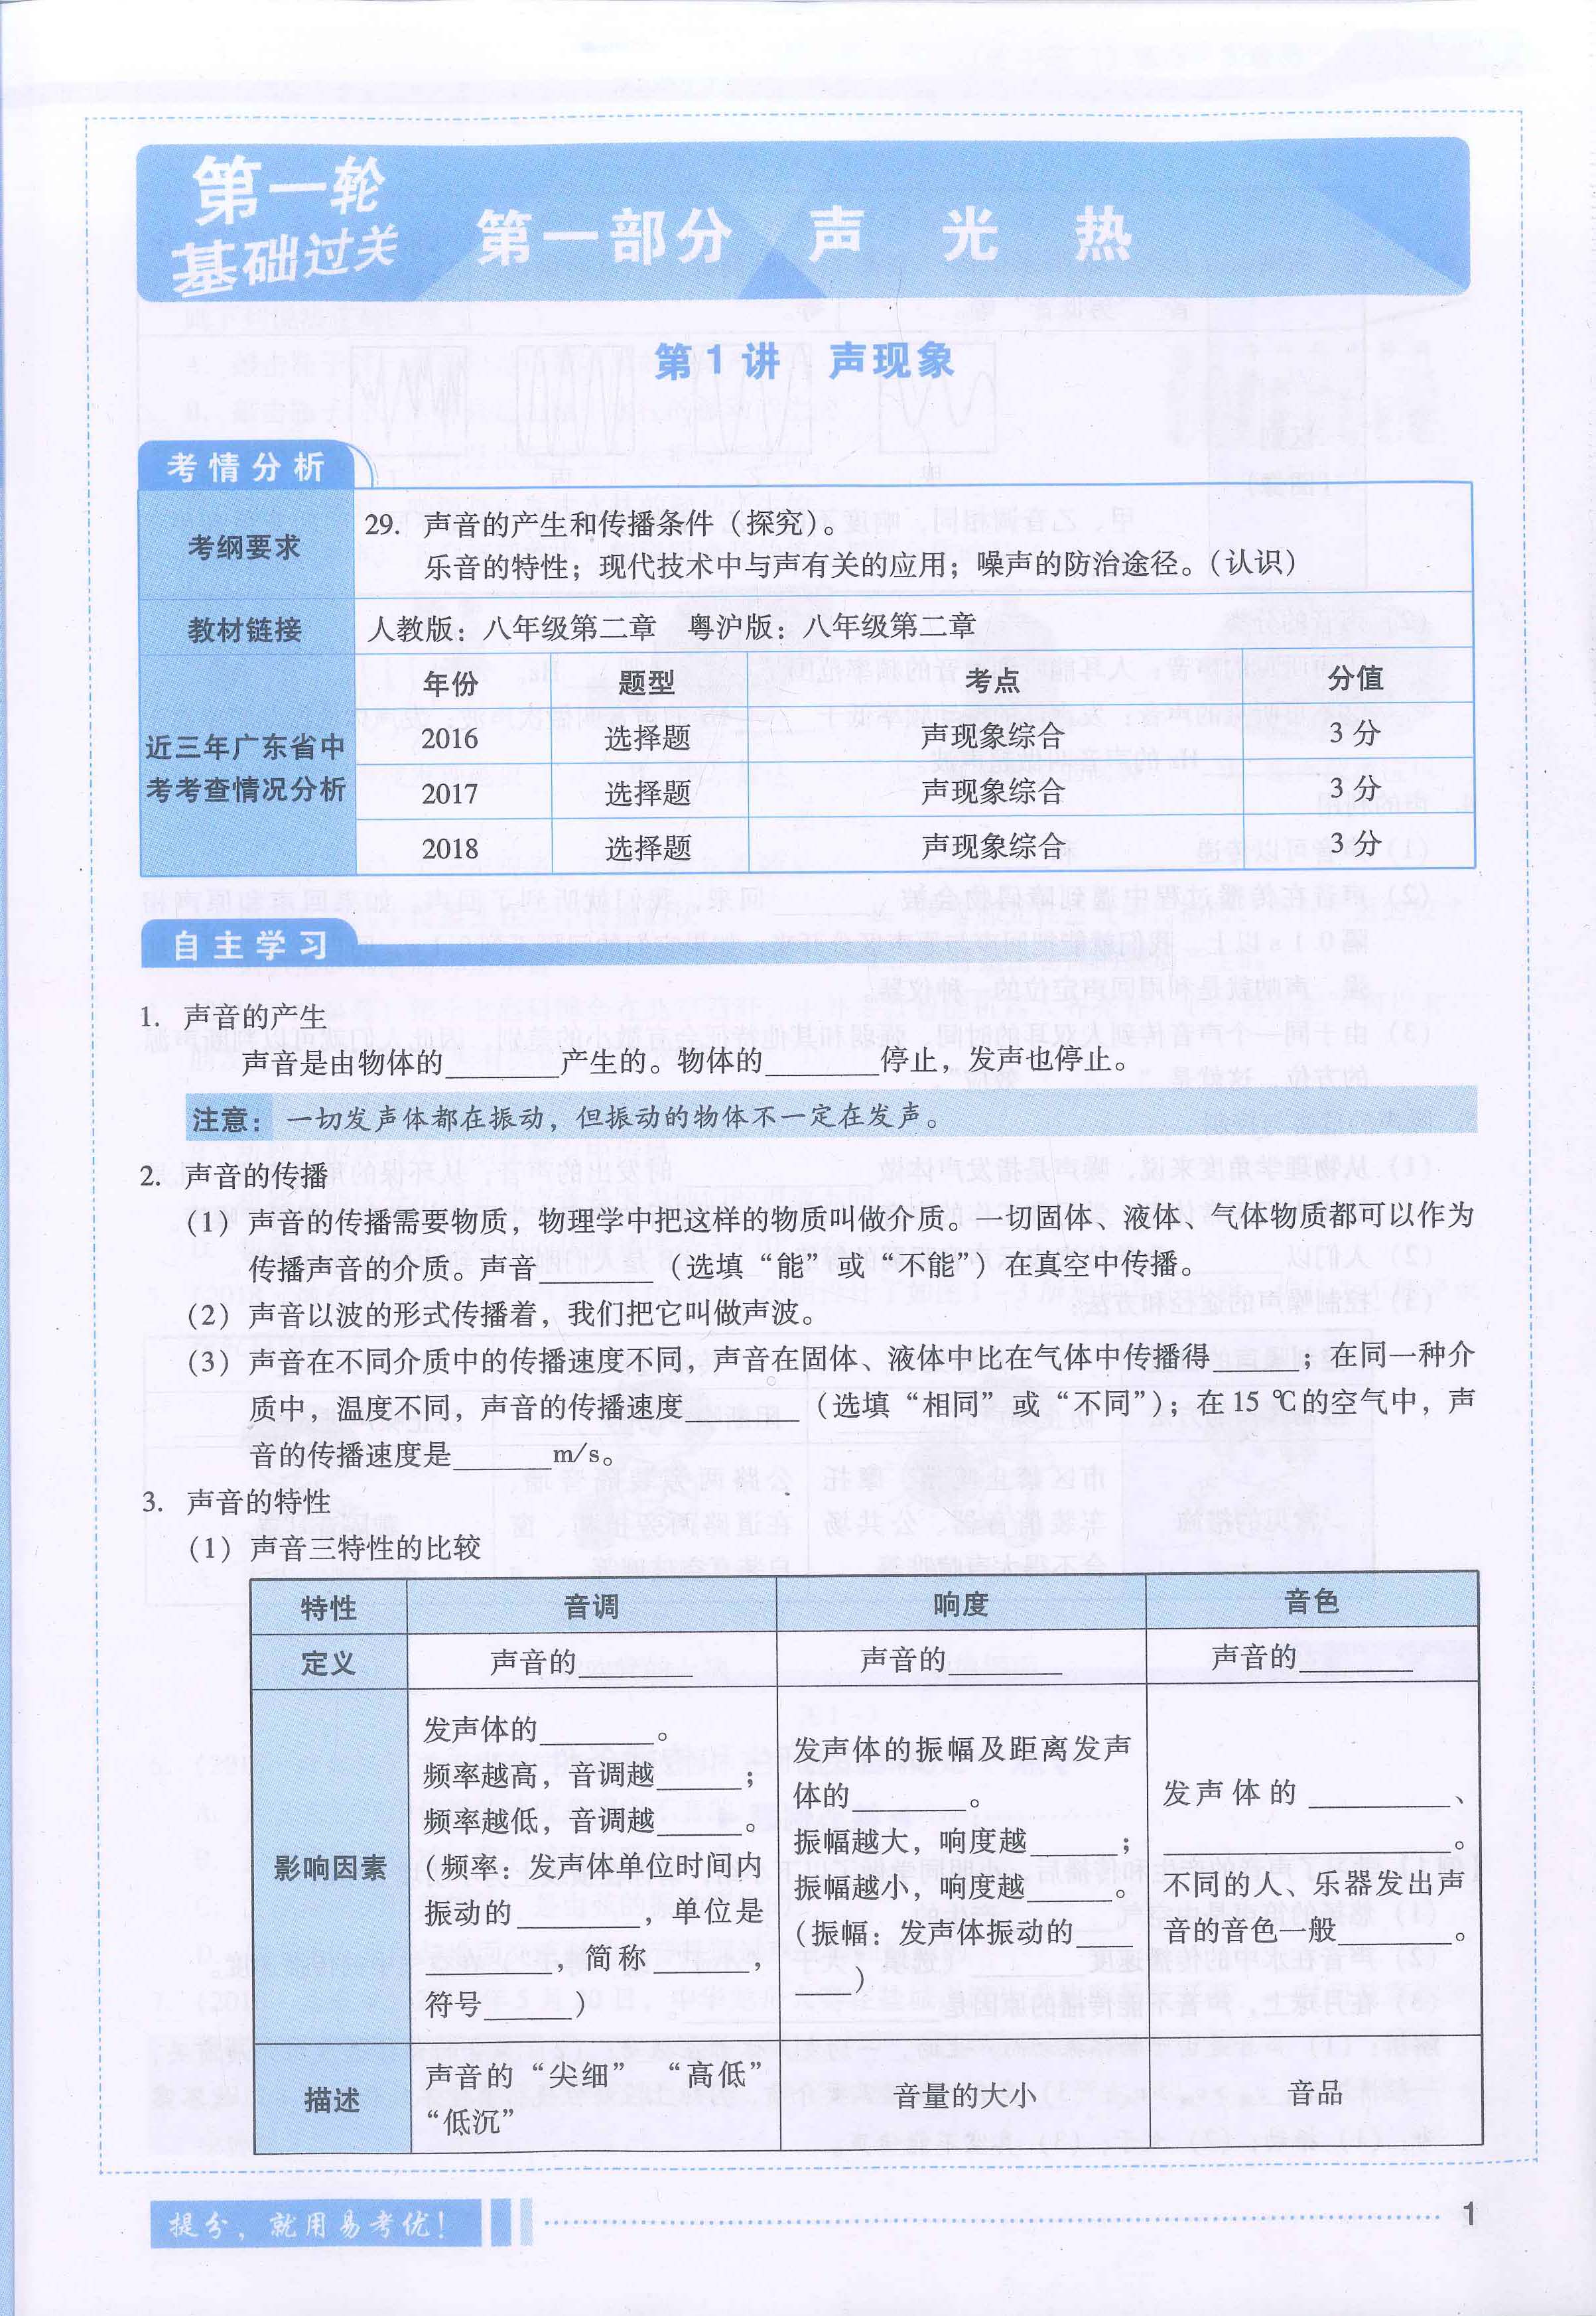 第一轮
基础过关
第一部分 声 光 热
第1讲 声现象
考情分析
考纲要求
29. 声音的产生和传播条件（探究）。
乐音的特性；现代技术中与声有关的应用；噪声的防治途径。（认识）
教材链接 人教版：八年级第二章 粤沪版：八年级第二章
近三年广东省中
考考查情况分析
年份 题型 考点 分值
2016 选择题 声现象综合 3分
2017 选择题 声现象综合 3分
2018 选择题 声现象综合 3分
自主学习
1. 声音的产生
声音是由物体的________产生的。物体的________停止，发声也停止。
注意：一切发声体都在振动，但振动的物体不一定在发声。
2. 声音的传播
（1）声音的传播需要物质，物理学中把这样的物质叫做介质。一切固体、液体、气体物质都可以作为
传播声音的介质。声音________（选填“能”或“不能”）在真空中传播。
（2）声音以波的形式传播着，我们把它叫做声波。
（3）声音在不同介质中的传播速度不同，声音在固体、液体中比在气体中传播得______；在同一种介
质中，温度不同，声音的传播速度________（选填“相同”或“不同”）；在15 ℃的空气中，声
音的传播速度是_______m/s。
3. 声音的特性
（1）声音三特性的比较
特性 音调 响度 音色
定义 声音的________ 声音的________ 声音的________
影响因素
发声体的________。
频率越高，音调越______；
频率越低，音调越______。
（频率：发声体单位时间内
振动的________，单位是
_________，简称_______，
符号______）
发声体的振幅及距离发声
体的________。
振幅越大，响度越______；
振幅越小，响度越______。
（振幅：发声体振动的____
____）
发声体的__________、
____________________。
不同的人、乐器发出声
音的音色一般________。
描述
声音的“尖细” “高低”
“低沉”
音量的大小
音品
提分，就用易考优！
1